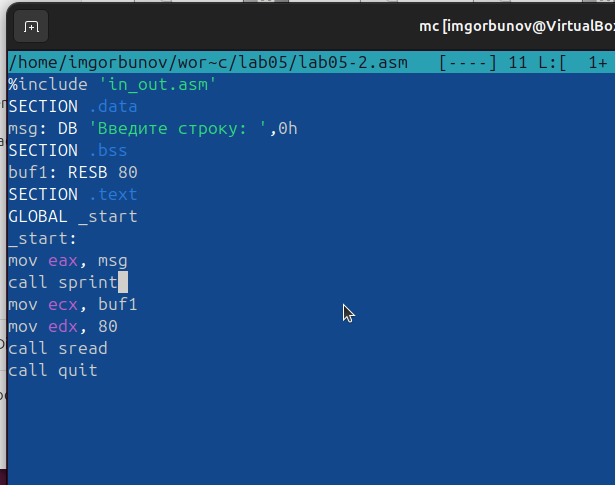 mc [imgorbunov@VirtualBox
/home/imgorbunov/wor~c/lab05/lab05-2.asm   [----] 11 L:[  1+
%include 'in_out.asm'
SECTION .data
msg: DB 'Введите строку: ',0h
SECTION .bss
buf1: RESB 80
SECTION .text
GLOBAL _start
_start:
mov eax, msg
call sprint
mov ecx, buf1
mov edx, 80
call sread
call quit